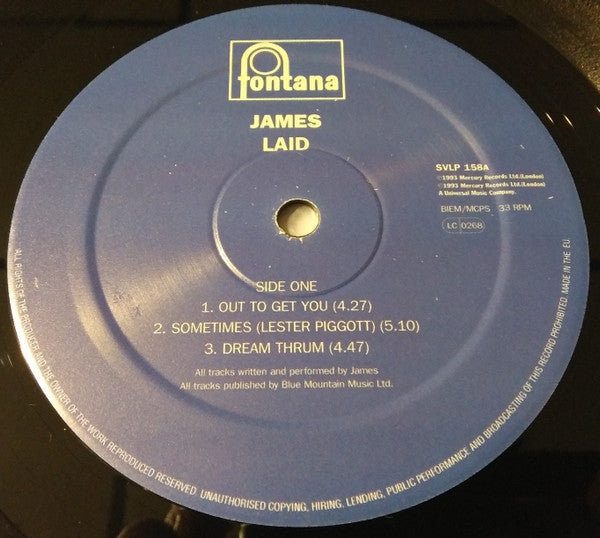 fontana
JAMES
LAID
SVLP 158A
℗1993 Mercury Records Ltd.(London)
©1993 Mercury Records Ltd.(London)
A Universal Music Company.
BIEM/MCPS 33 RPM
LC 0268
SIDE ONE
1. OUT TO GET YOU (4.27)
2. SOMETIMES (LESTER PIGGOTT) (5.10)
3. DREAM THRUM (4.47)
All tracks written and performed by James
All tracks published by Blue Mountain Music Ltd.
ALL RIGHTS OF THE PRODUCER AND THE OWNER OF THE WORK REPRODUCED RESERVED. UNAUTHORISED COPYING, HIRING, LENDING, PUBLIC PERFORMANCE AND BROADCASTING OF THIS RECORD PROHIBITED. MADE IN THE EU